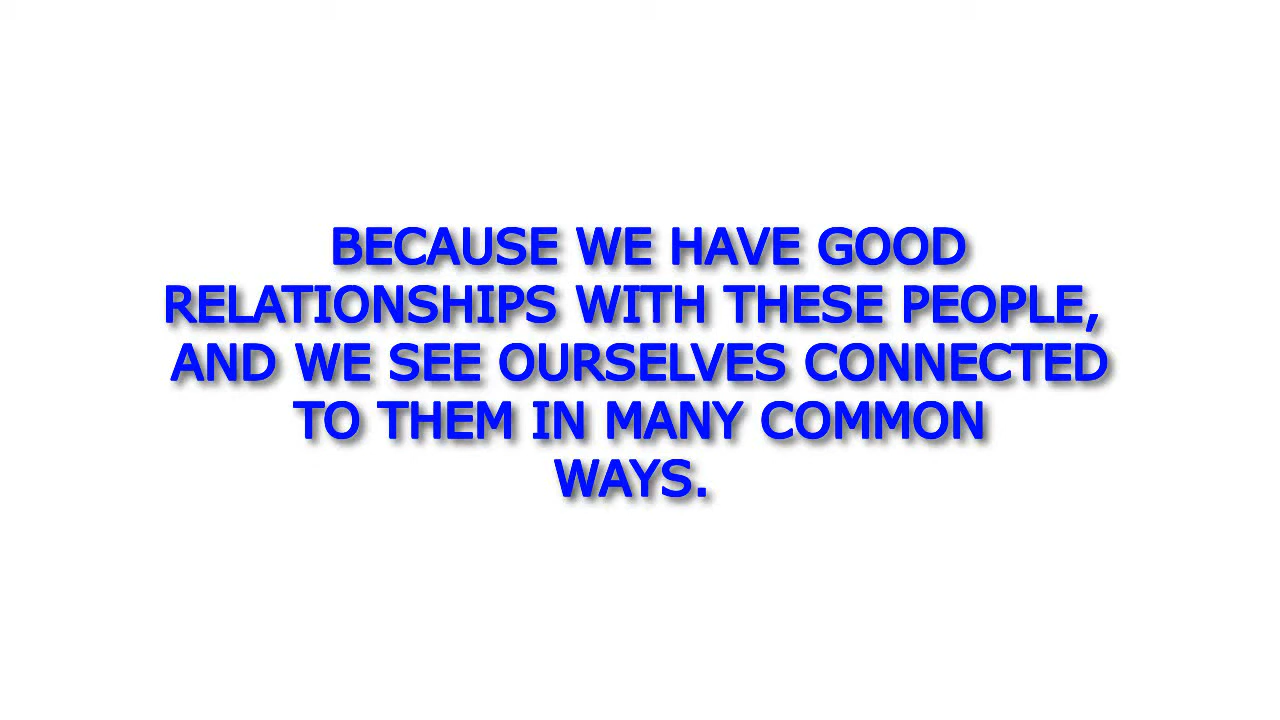 BECAUSE WE HAVE GOOD
RELATIONSHIPS WITH THESE PEOPLE,
AND WE SEE OURSELVES CONNECTED
TO THEM IN MANY COMMON
WAYS.